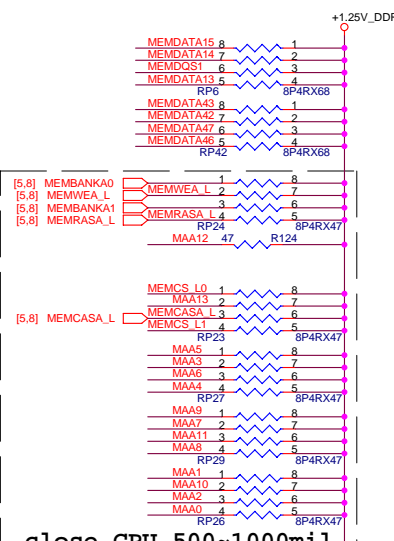 +1.25V_DDR
MEMDATA15 8 1
MEMDATA14 7 2
MEMDQS1 6 3
MEMDATA13 5 4
RP6 8P4RX68
MEMDATA43 8 1
MEMDATA42 7 2
MEMDATA47 6 3
MEMDATA46 5 4
RP42 8P4RX68
[5,8] MEMBANKA0 1 8
[5,8] MEMWEA_L MEMWEA_L 2 7
[5,8] MEMBANKA1 3 6
[5,8] MEMRASA_L MEMRASA_L 4 5
RP24 8P4RX47
MAA12 47 R124
MEMCS_L0 1 8
MAA13 2 7
[5,8] MEMCASA_L MEMCASA_L 3 6
MEMCS_L1 4 5
RP23 8P4RX47
MAA5 1 8
MAA3 2 7
MAA6 3 6
MAA4 4 5
RP27 8P4RX47
MAA9 1 8
MAA7 2 7
MAA11 3 6
MAA8 4 5
RP29 8P4RX47
MAA1 1 8
MAA10 2 7
MAA2 3 6
MAA0 4 5
RP26 8P4RX47
close CPU 500~1000mil